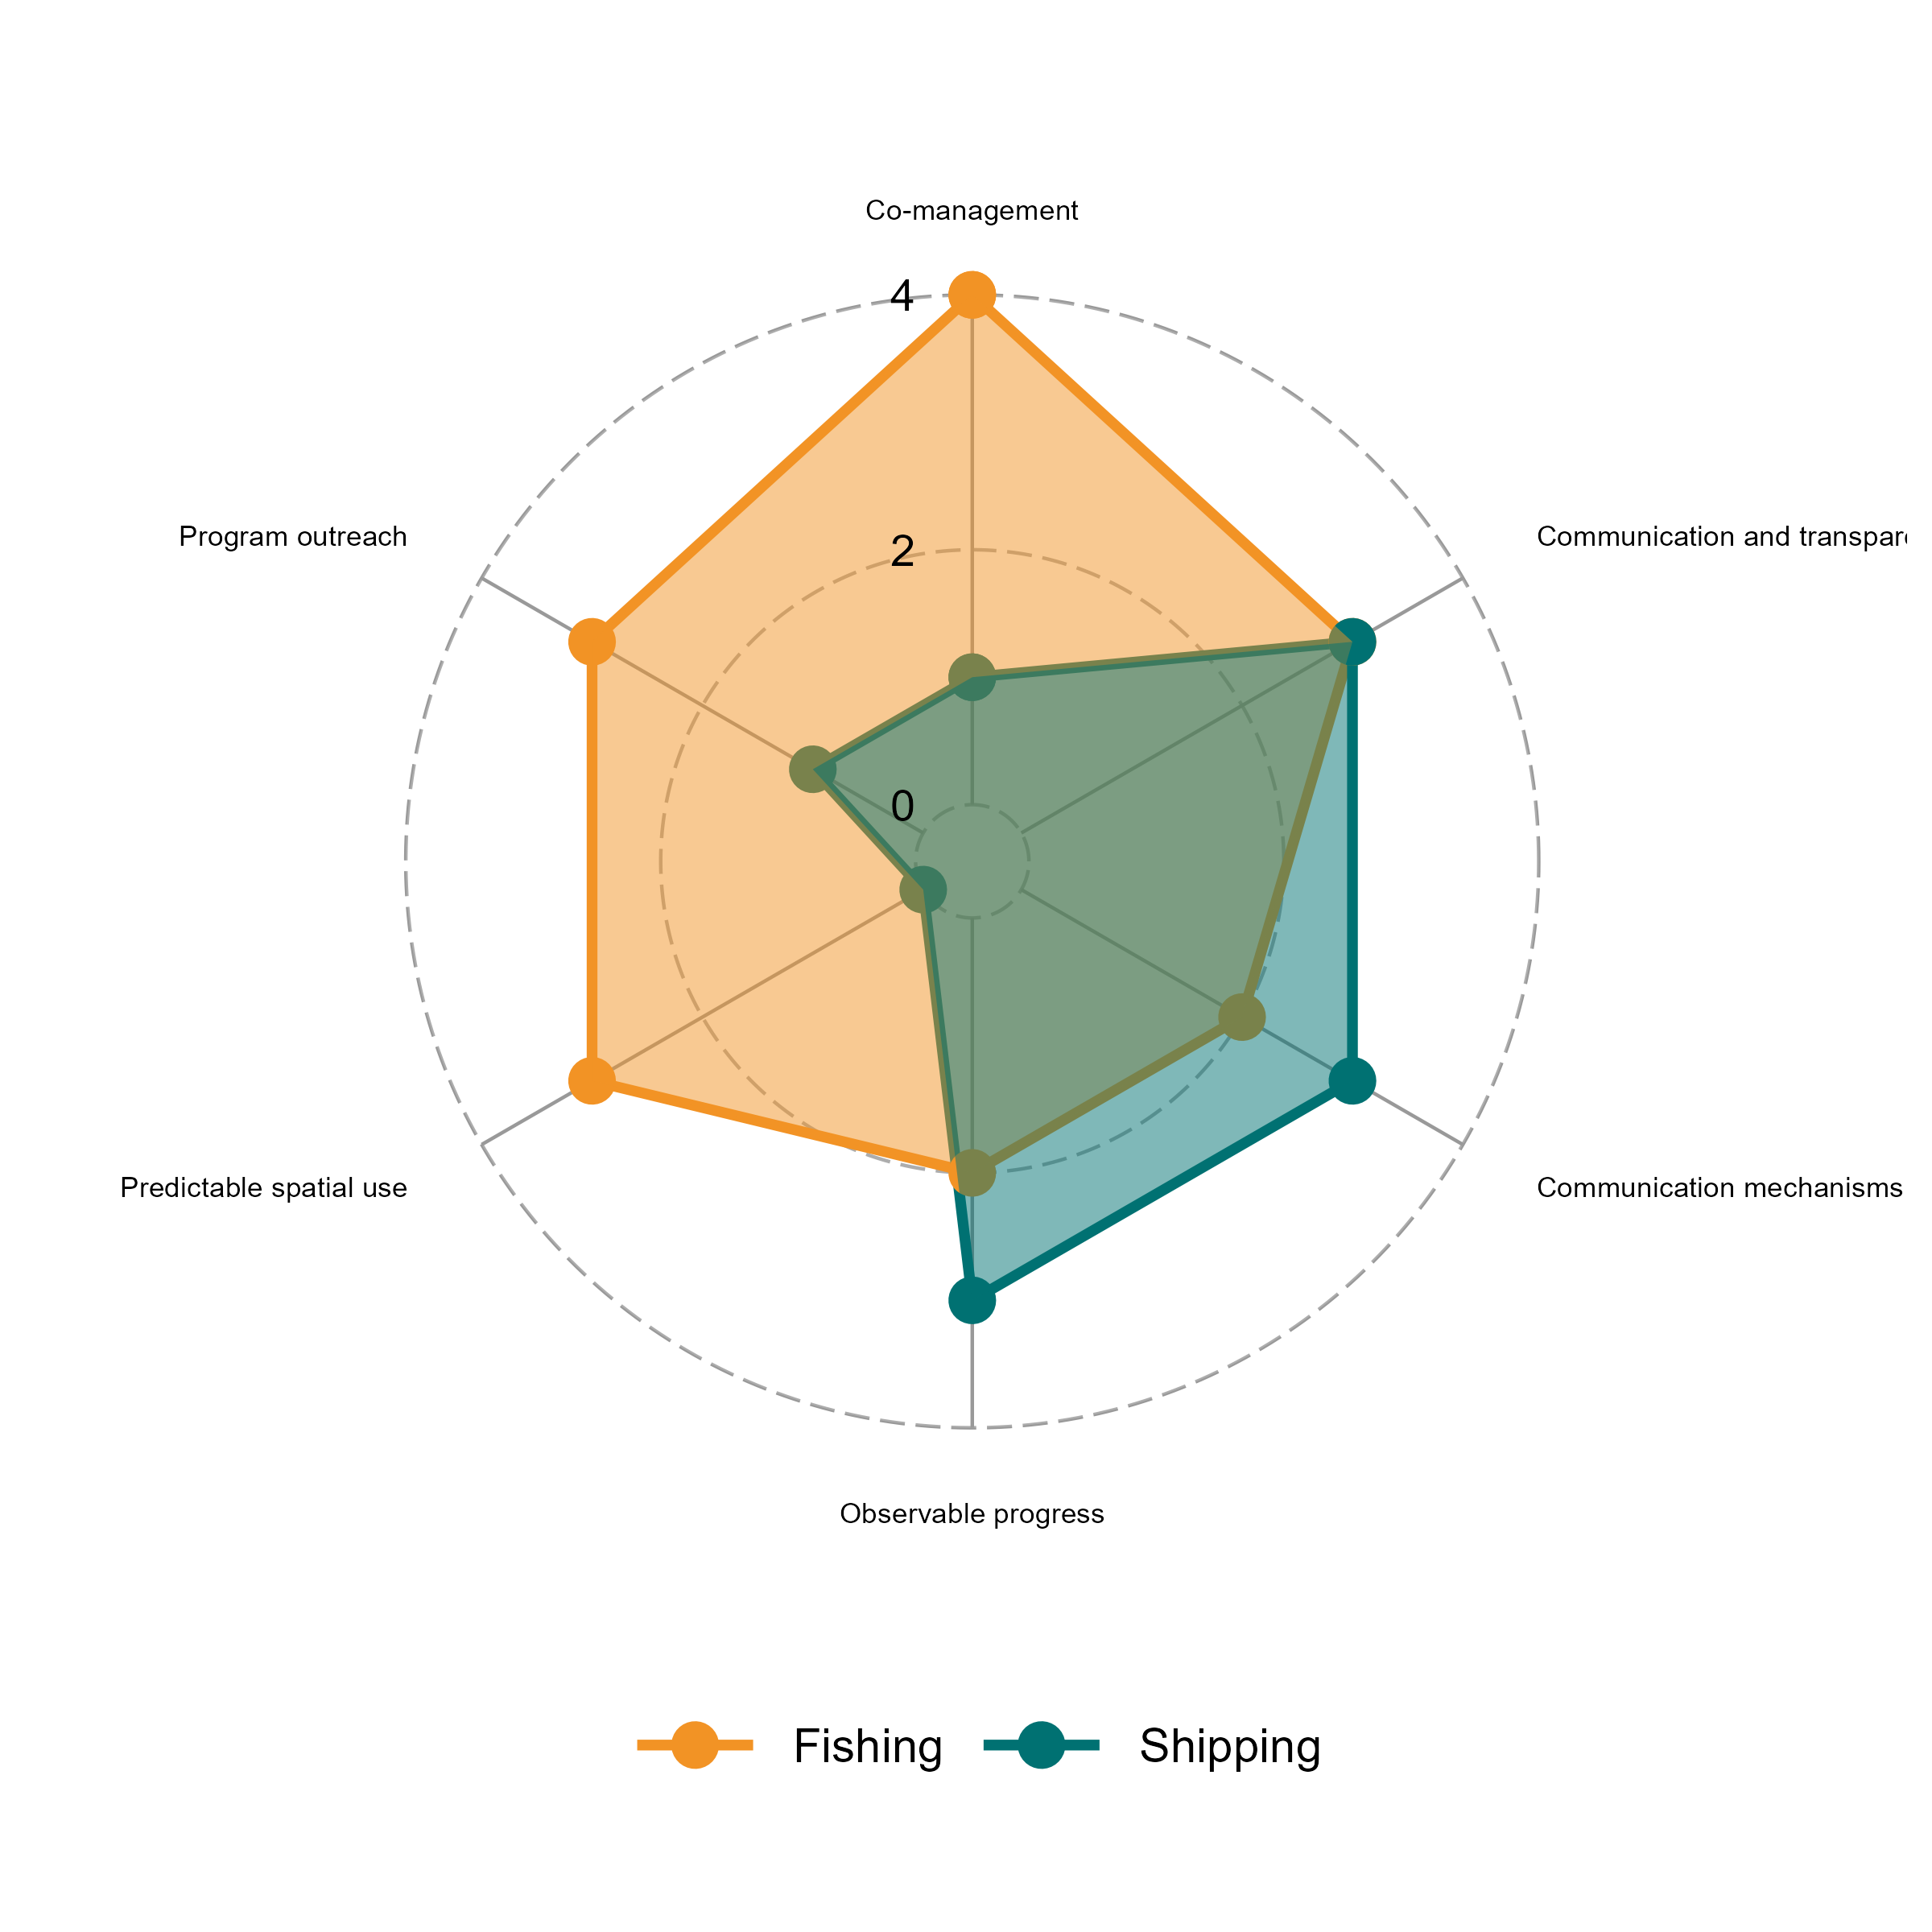 Co-management
4
2
Program outreach
Communication and transpar
0
Predictable spatial use
Communication mechanisms
Observable progress
Fishing
Shipping